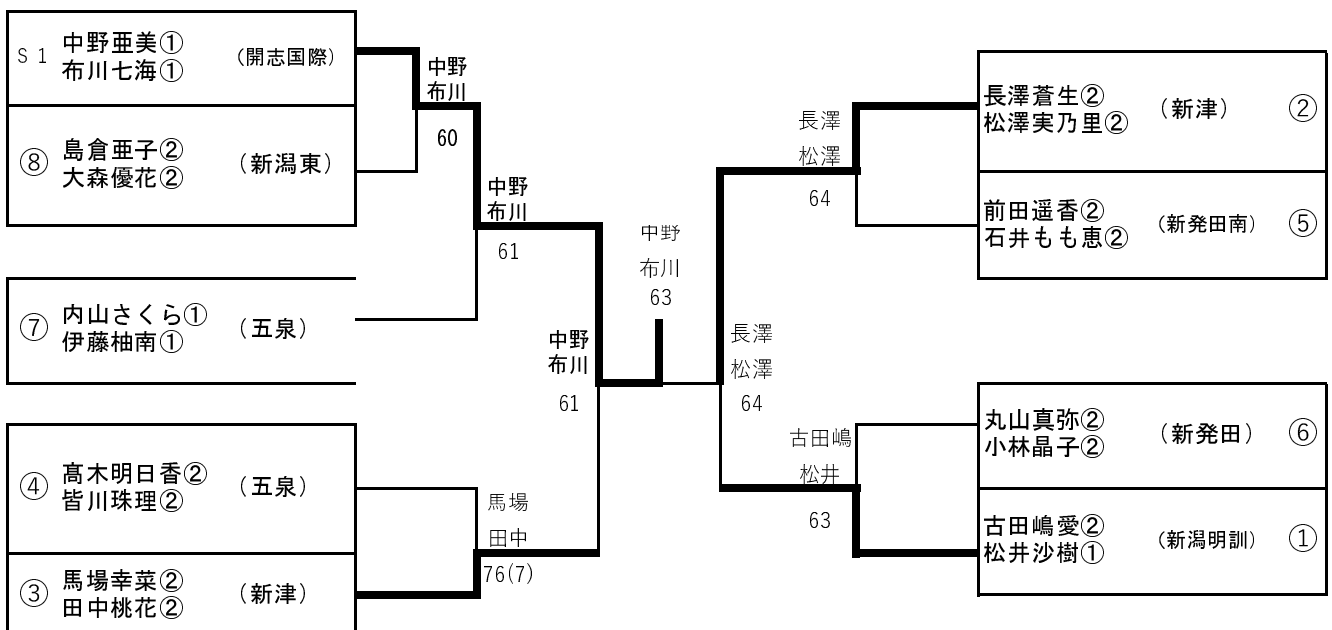 S 1
中野亜美①
布川七海①
(開志国際)
⑧
島倉亜子②
大森優花②
(新潟東)
⑦
内山さくら①
伊藤柚南①
(五泉)
④
髙木明日香②
皆川珠理②
(五泉)
③
馬場幸菜②
田中桃花②
(新津)
中野
布川
60
中野
布川
61
馬場
田中
76(7)
中野
布川
61
中野
布川
63
長澤
松澤
64
長澤
松澤
64
古田嶋
松井
63
長澤蒼生②
松澤実乃里②
(新津)
②
前田遥香②
石井もも恵②
(新発田南)
⑤
丸山真弥②
小林晶子②
(新発田)
⑥
古田嶋愛②
松井沙樹①
(新潟明訓)
①